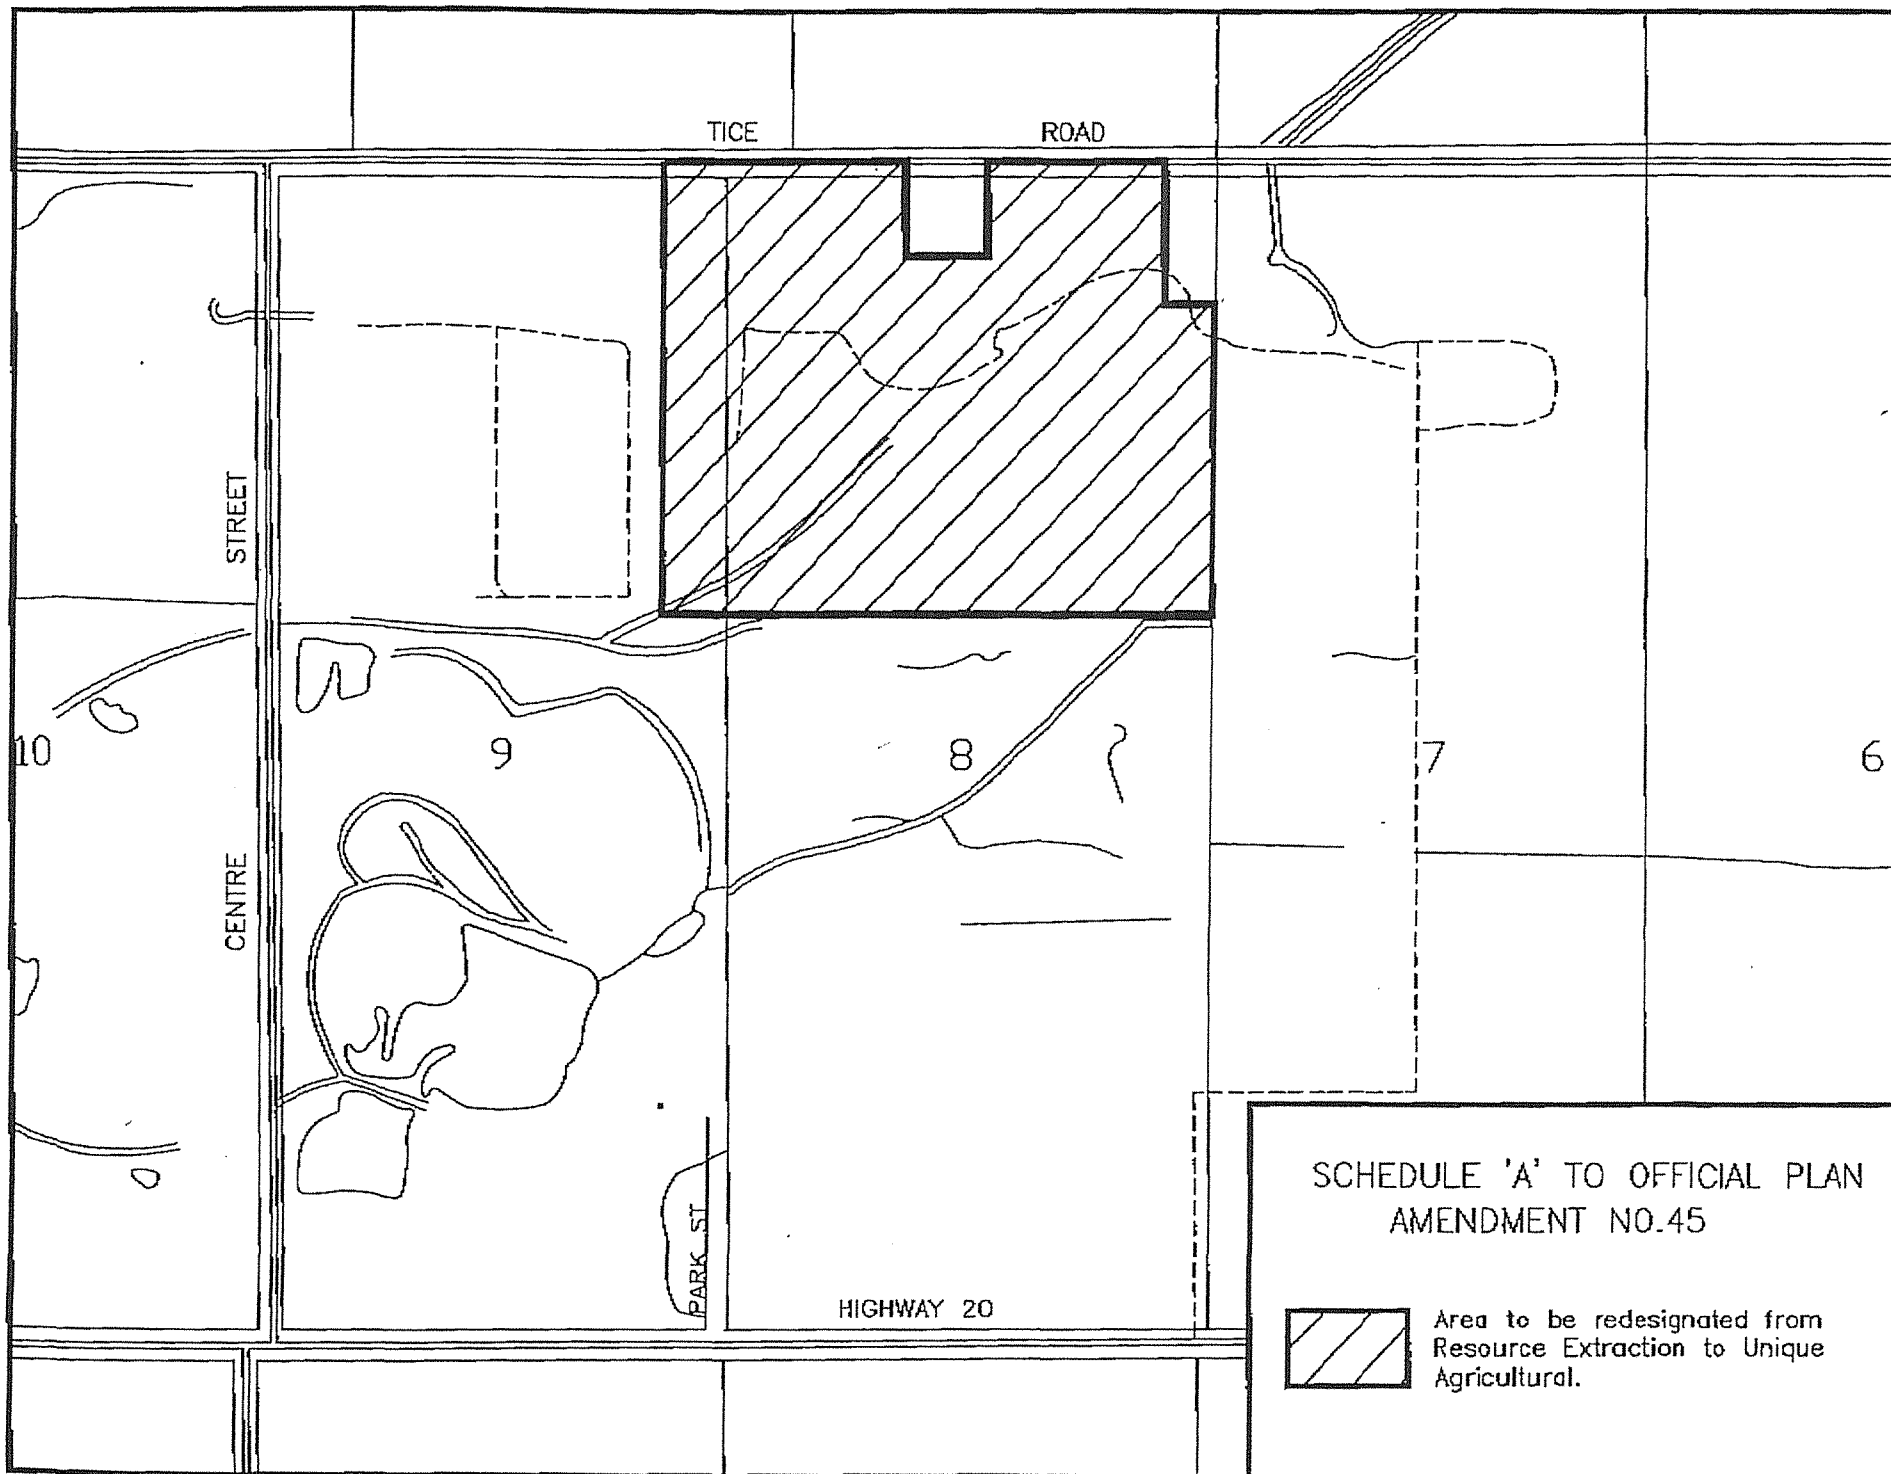 TICE ROAD
STREET
10 9 8 7 6
CENTRE
PARK ST
HIGHWAY 20
SCHEDULE 'A' TO OFFICIAL PLAN
AMENDMENT NO.45
Area to be redesignated from
Resource Extraction to Unique
Agricultural.